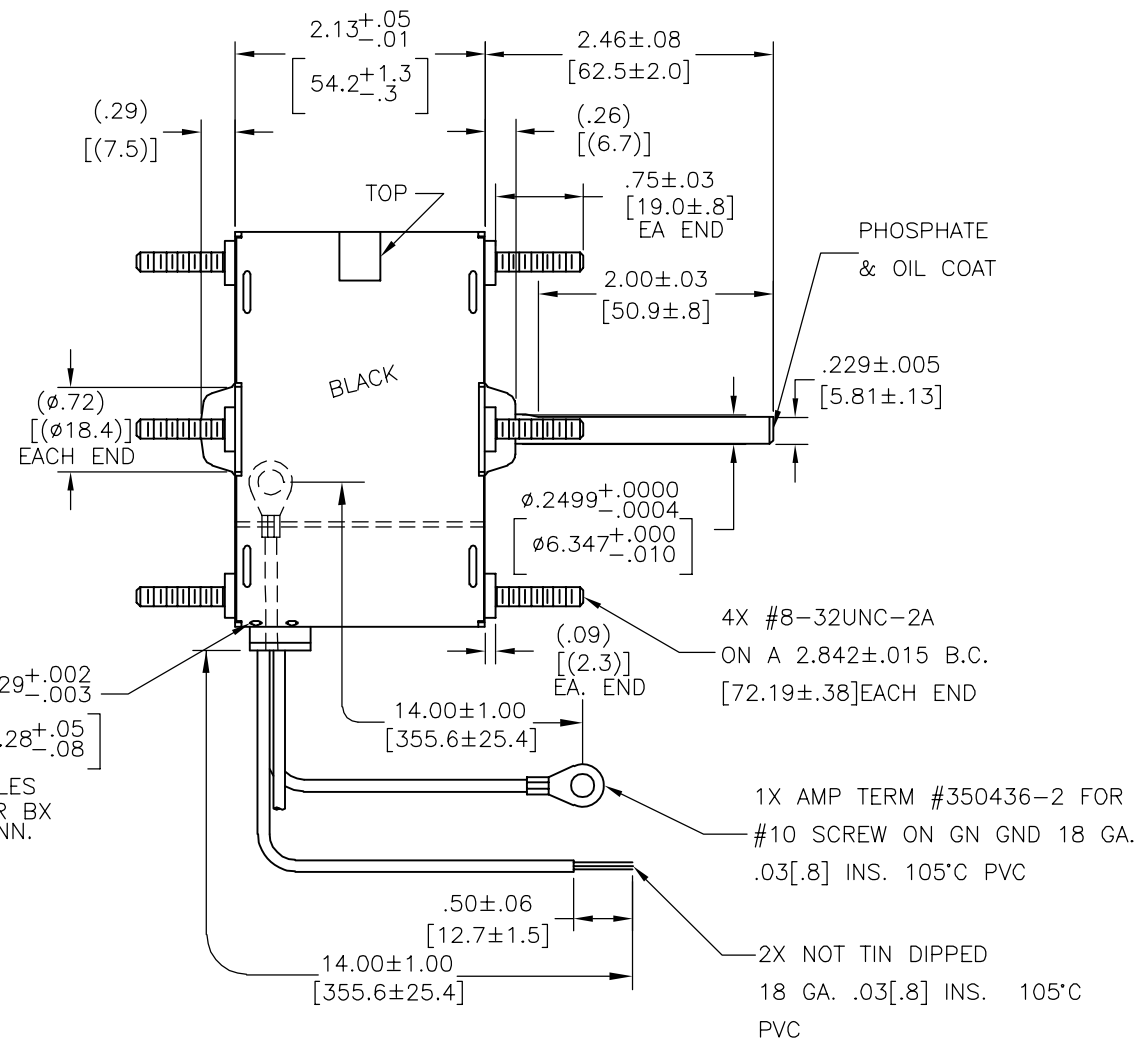 2.13+.05
-.01
[54.2+1.3
-.3]
2.46±.08
[62.5±2.0]
(.29)
[(7.5)]
(.26)
[(6.7)]
TOP
.75±.03
[19.0±.8]
EA END
PHOSPHATE
& OIL COAT
2.00±.03
[50.9±.8]
BLACK
.229±.005
[5.81±.13]
(ø.72)
[(ø18.4)]
EACH END
ø.2499+.0000
-.0004
[ø6.347+.000
-.010]
4X #8-32UNC-2A
ON A 2.842±.015 B.C.
[72.19±.38]EACH END
(.09)
[(2.3)]
EA. END
29+.002
-.003
.28+.05
-.08]
LES
R BX
NN.
14.00±1.00
[355.6±25.4]
1X AMP TERM #350436-2 FOR
#10 SCREW ON GN GND 18 GA.
.03[.8] INS. 105°C PVC
.50±.06
[12.7±1.5]
14.00±1.00
[355.6±25.4]
2X NOT TIN DIPPED
18 GA. .03[.8] INS. 105°C
PVC